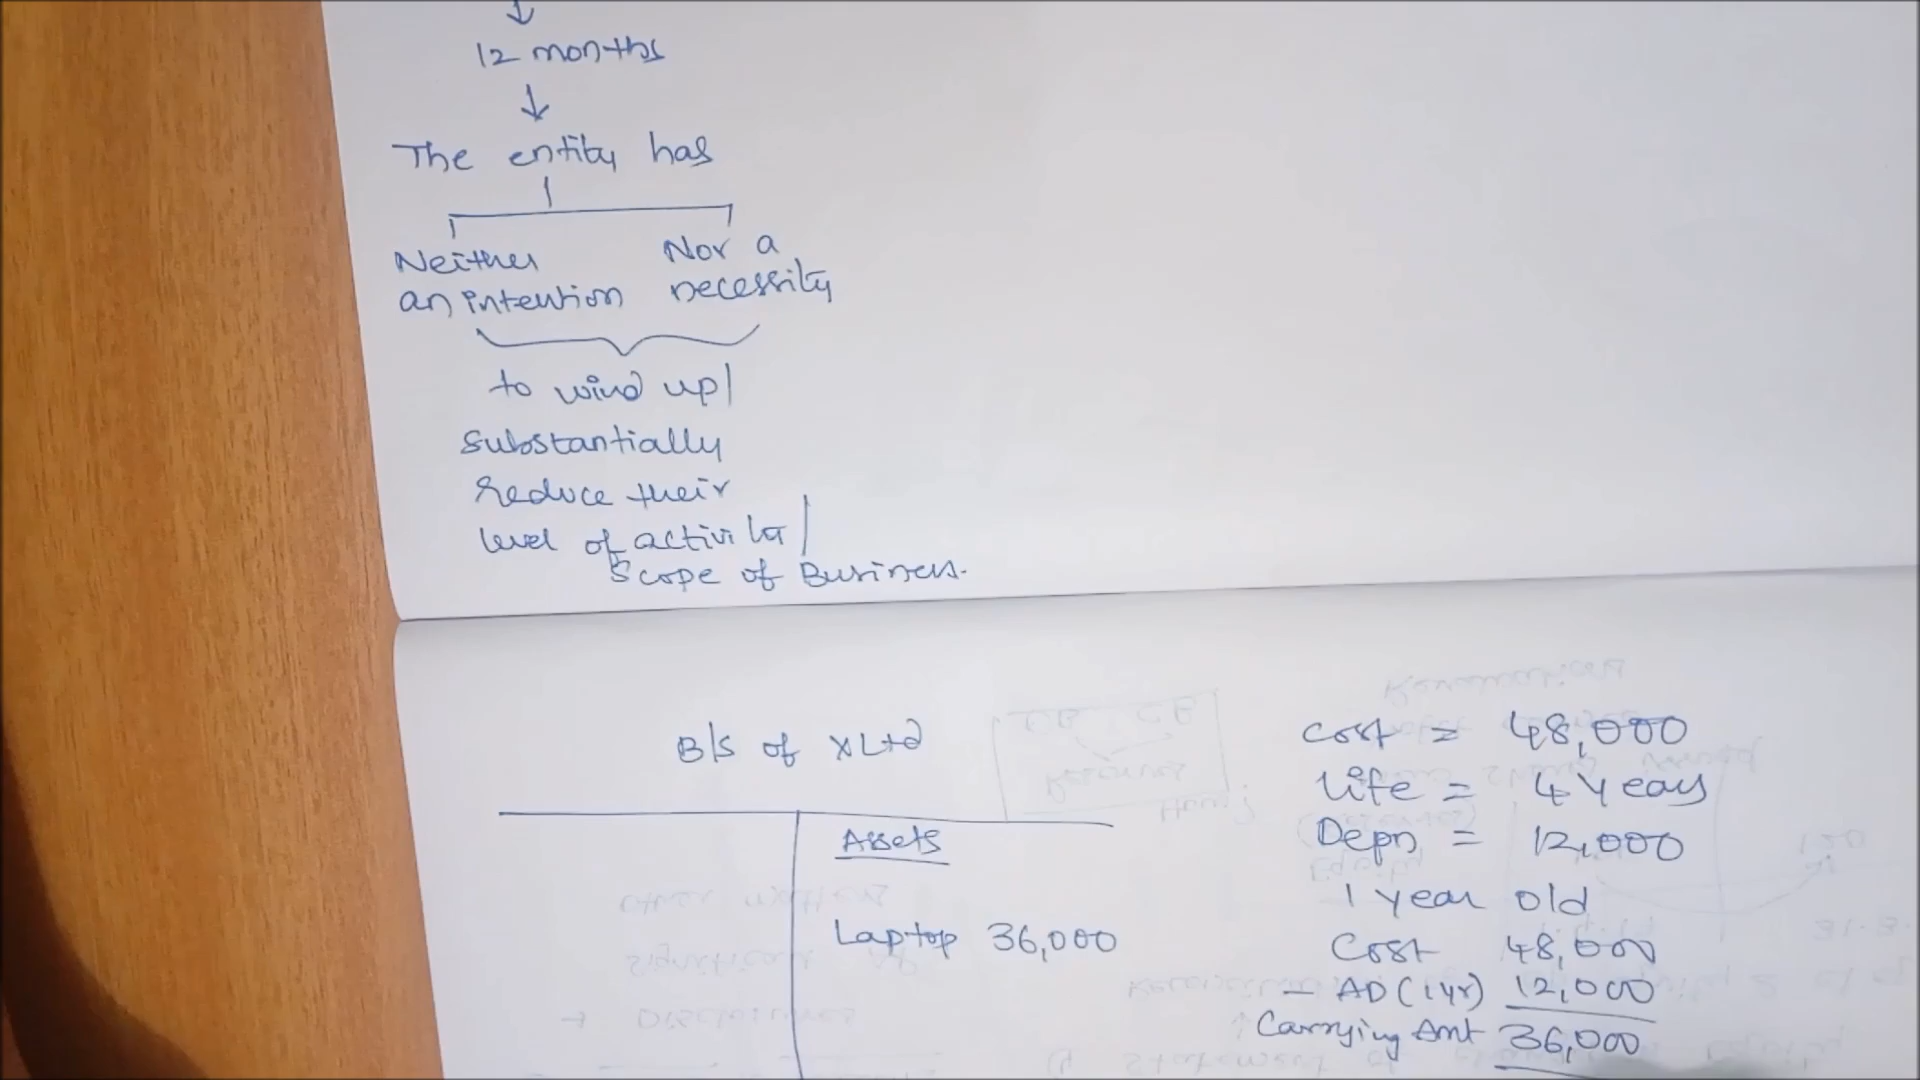 12 months
The entity has
Neither an intention
Nor a necessity
to wind up/
substantially
reduce their
level of activity/
Scope of Business.
B/S of X Ltd
Assets
Laptop 36,000
Cost = 48,000
Life = 4 Years
Depn = 12,000
1 year old
Cost 48,000
- AD (1 yr) 12,000
Carrying Amt 36,000